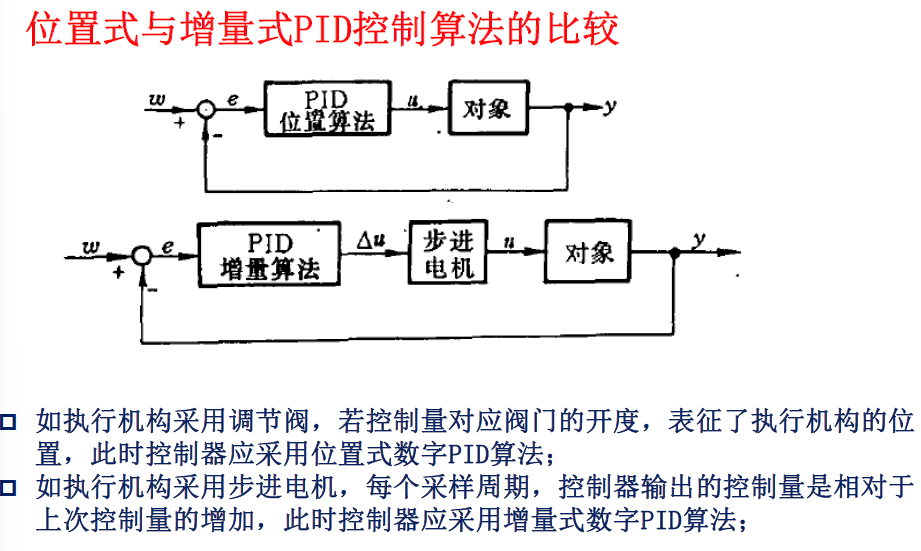 位置式与增量式PID控制算法的比较
w e PID 位置算法 u 对象 y
+ -
w e PID 增量算法 Δu 步进电机 u 对象 y
+ -
如执行机构采用调节阀，若控制量对应阀门的开度，表征了执行机构的位
置，此时控制器应采用位置式数字PID算法；
如执行机构采用步进电机，每个采样周期，控制器输出的控制量是相对于
上次控制量的增加，此时控制器应采用增量式数字PID算法；